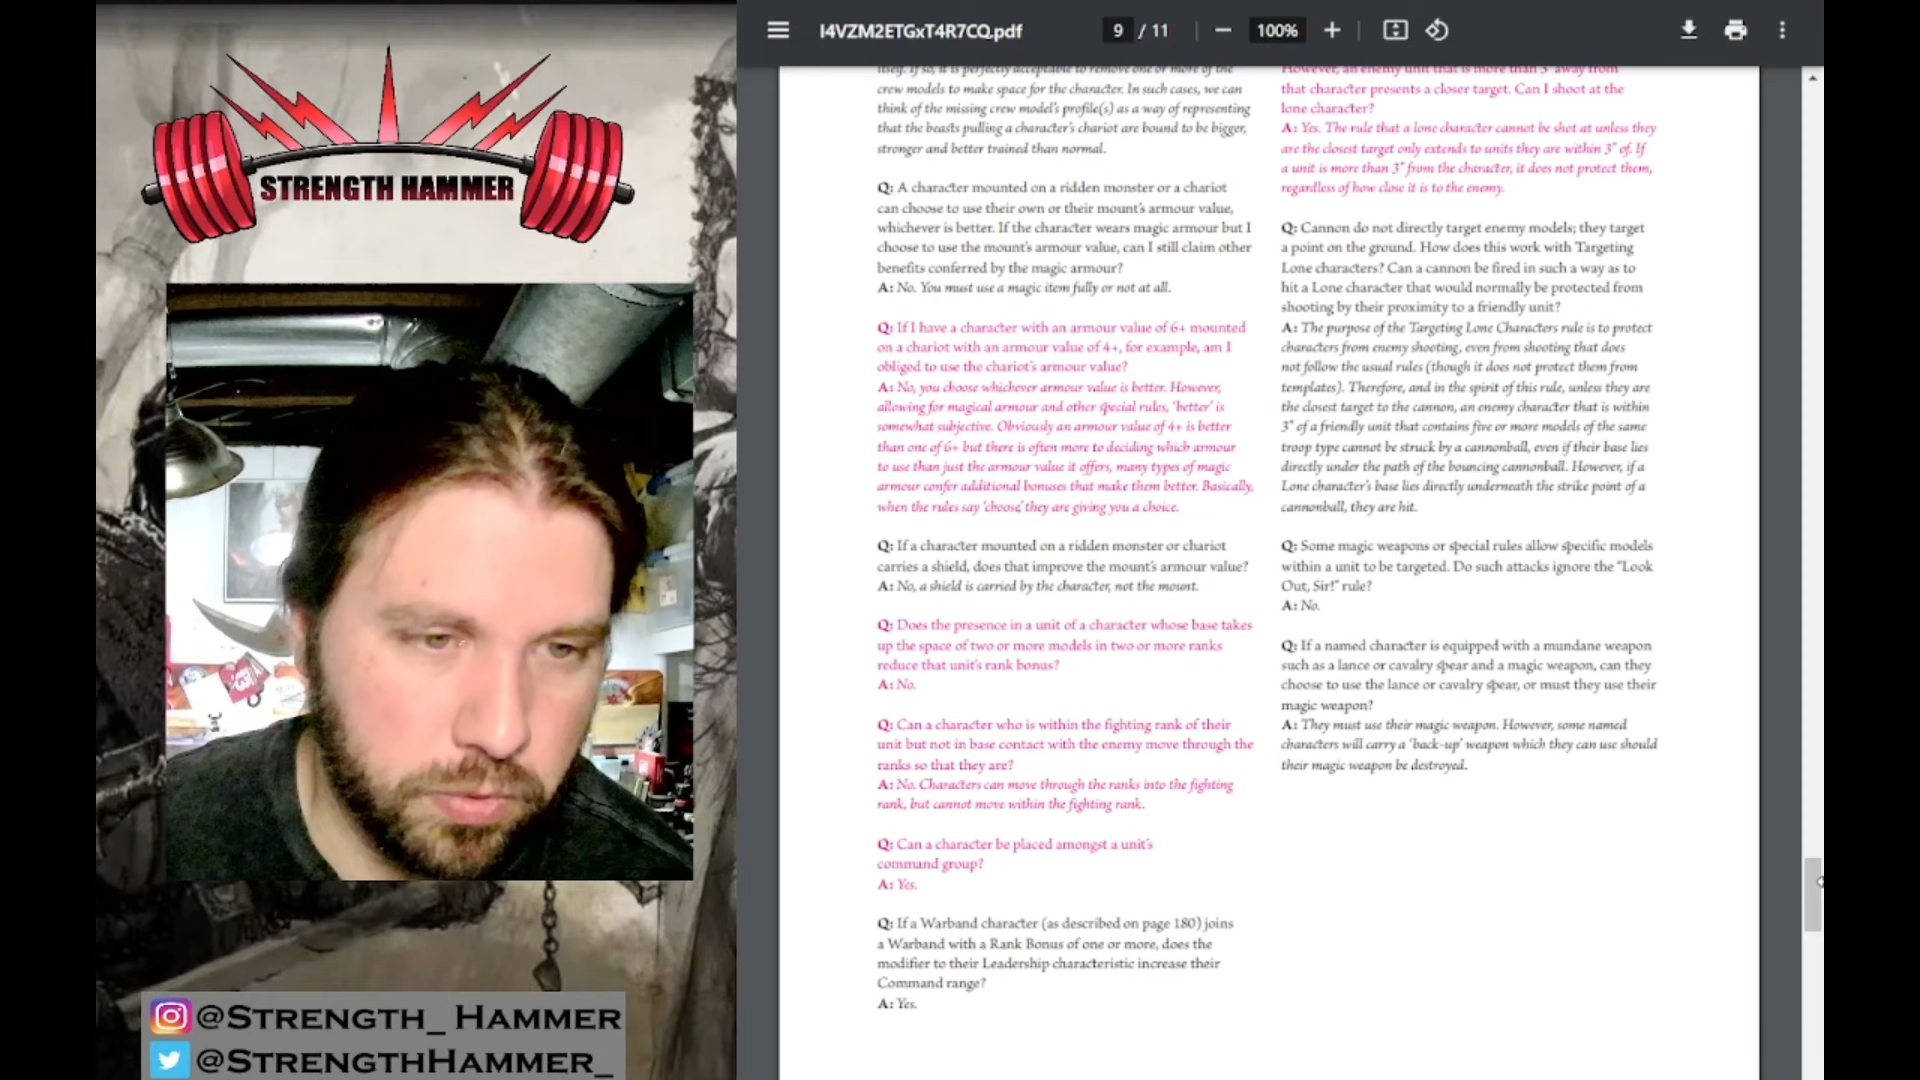 STRENGTH HAMMER
@STRENGTH_HAMMER
@STRENGTHHAMMER_
I4VZM2ETGxT4R7CQ.pdf
9 / 11
100%
itself. If so, it is perfectly acceptable to remove one or more of the
crew models to make space for the character. In such cases, we can
think of the missing crew model's profile(s) as a way of representing
that the beasts pulling a character's chariot are bound to be bigger,
stronger and better trained than normal.
Q: A character mounted on a ridden monster or a chariot
can choose to use their own or their mount's armour value,
whichever is better. If the character wears magic armour but I
choose to use the mount's armour value, can I still claim other
benefits conferred by the magic armour?
A: No. You must use a magic item fully or not at all.
Q: If I have a character with an armour value of 6+ mounted
on a chariot with an armour value of 4+, for example, am I
obliged to use the chariot's armour value?
A: No, you choose whichever armour value is better. However,
allowing for magical armour and other special rules, 'better' is
somewhat subjective. Obviously an armour value of 4+ is better
than one of 6+ but there is often more to deciding which armour
to use than just the armour value it offers, many types of magic
armour confer additional bonuses that make them better. Basically,
when the rules say 'choose', they are giving you a choice.
Q: If a character mounted on a ridden monster or chariot
carries a shield, does that improve the mount's armour value?
A: No, a shield is carried by the character, not the mount.
Q: Does the presence in a unit of a character whose base takes
up the space of two or more models in two or more ranks
reduce that unit's rank bonus?
A: No.
Q: Can a character who is within the fighting rank of their
unit but not in base contact with the enemy move through the
ranks so that they are?
A: No. Characters can move through the ranks into the fighting
rank, but cannot move within the fighting rank.
Q: Can a character be placed amongst a unit's
command group?
A: Yes.
Q: If a Warband character (as described on page 180) joins
a Warband with a Rank Bonus of one or more, does the
modifier to their Leadership characteristic increase their
Command range?
A: Yes.
However, an enemy unit that is more than 3" away from
that character presents a closer target. Can I shoot at the
lone character?
A: Yes. The rule that a lone character cannot be shot at unless they
are the closest target only extends to units they are within 3" of. If
a unit is more than 3" from the character, it does not protect them,
regardless of how close it is to the enemy.
Q: Cannon do not directly target enemy models; they target
a point on the ground. How does this work with Targeting
Lone characters? Can a cannon be fired in such a way as to
hit a Lone character that would normally be protected from
shooting by their proximity to a friendly unit?
A: The purpose of the Targeting Lone Characters rule is to protect
characters from enemy shooting, even from shooting that does
not follow the usual rules (though it does not protect them from
templates). Therefore, and in the spirit of this rule, unless they are
the closest target to the cannon, an enemy character that is within
3" of a friendly unit that contains five or more models of the same
troop type cannot be struck by a cannonball, even if their base lies
directly under the path of the bouncing cannonball. However, if a
Lone character's base lies directly underneath the strike point of a
cannonball, they are hit.
Q: Some magic weapons or special rules allow specific models
within a unit to be targeted. Do such attacks ignore the "Look
Out, Sir!" rule?
A: No.
Q: If a named character is equipped with a mundane weapon
such as a lance or cavalry spear and a magic weapon, can they
choose to use the lance or cavalry spear, or must they use their
magic weapon?
A: They must use their magic weapon. However, some named
characters will carry a 'back-up' weapon which they can use should
their magic weapon be destroyed.